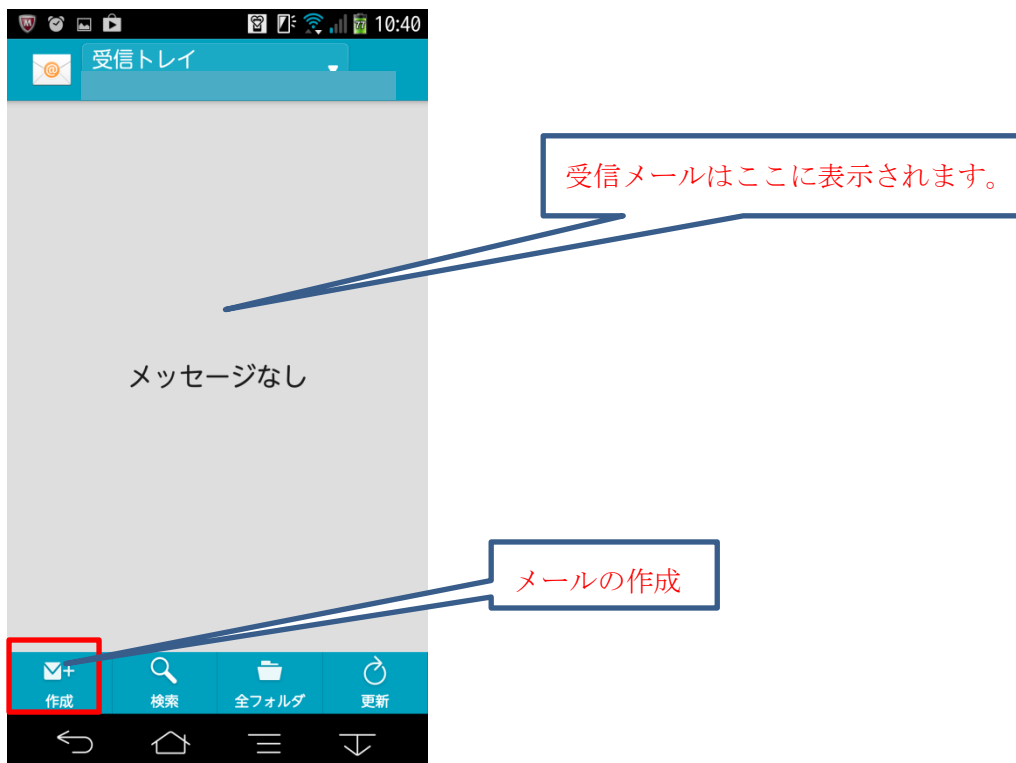 10:40
受信トレイ
受信メールはここに表示されます。
メッセージなし
メールの作成
作成
検索
全フォルダ
更新